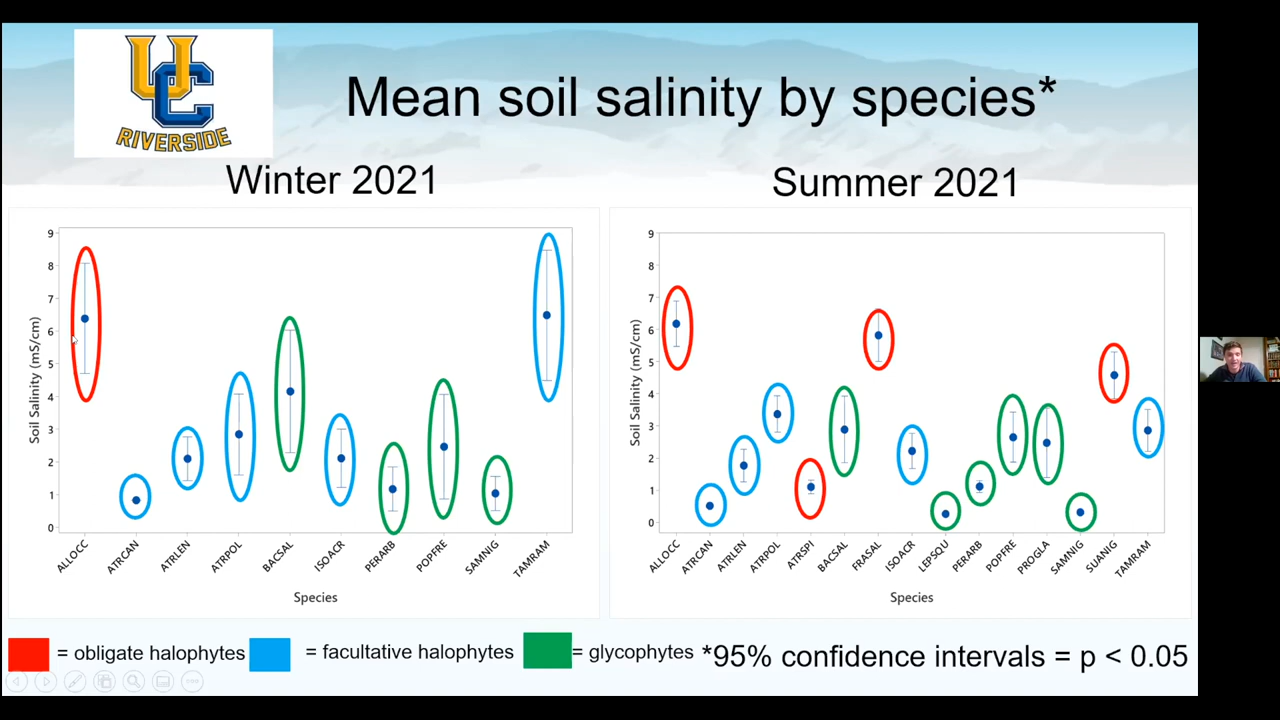 UC
RIVERSIDE
Mean soil salinity by species*
Winter 2021
Summer 2021
9
8
7
6
5
4
3
2
1
0
Soil Salinity (mS/cm)
ALLOCC
ATRCAN
ATRLEN
ATRPOL
BACSAL
ISOACR
PERARB
POPFRE
SAMNIG
TAMRAM
Species
9
8
7
6
5
4
3
2
1
0
Soil Salinity (mS/cm)
ALLOCC
ATRCAN
ATRLEN
ATRPOL
ATRSPI
BACSAL
FRASAL
ISOACR
LEPSQU
PERARB
POPFRE
PROGLA
SAMNIG
SUANIG
TAMRAM
Species
= obligate halophytes
= facultative halophytes
= glycophytes
*95% confidence intervals = p < 0.05